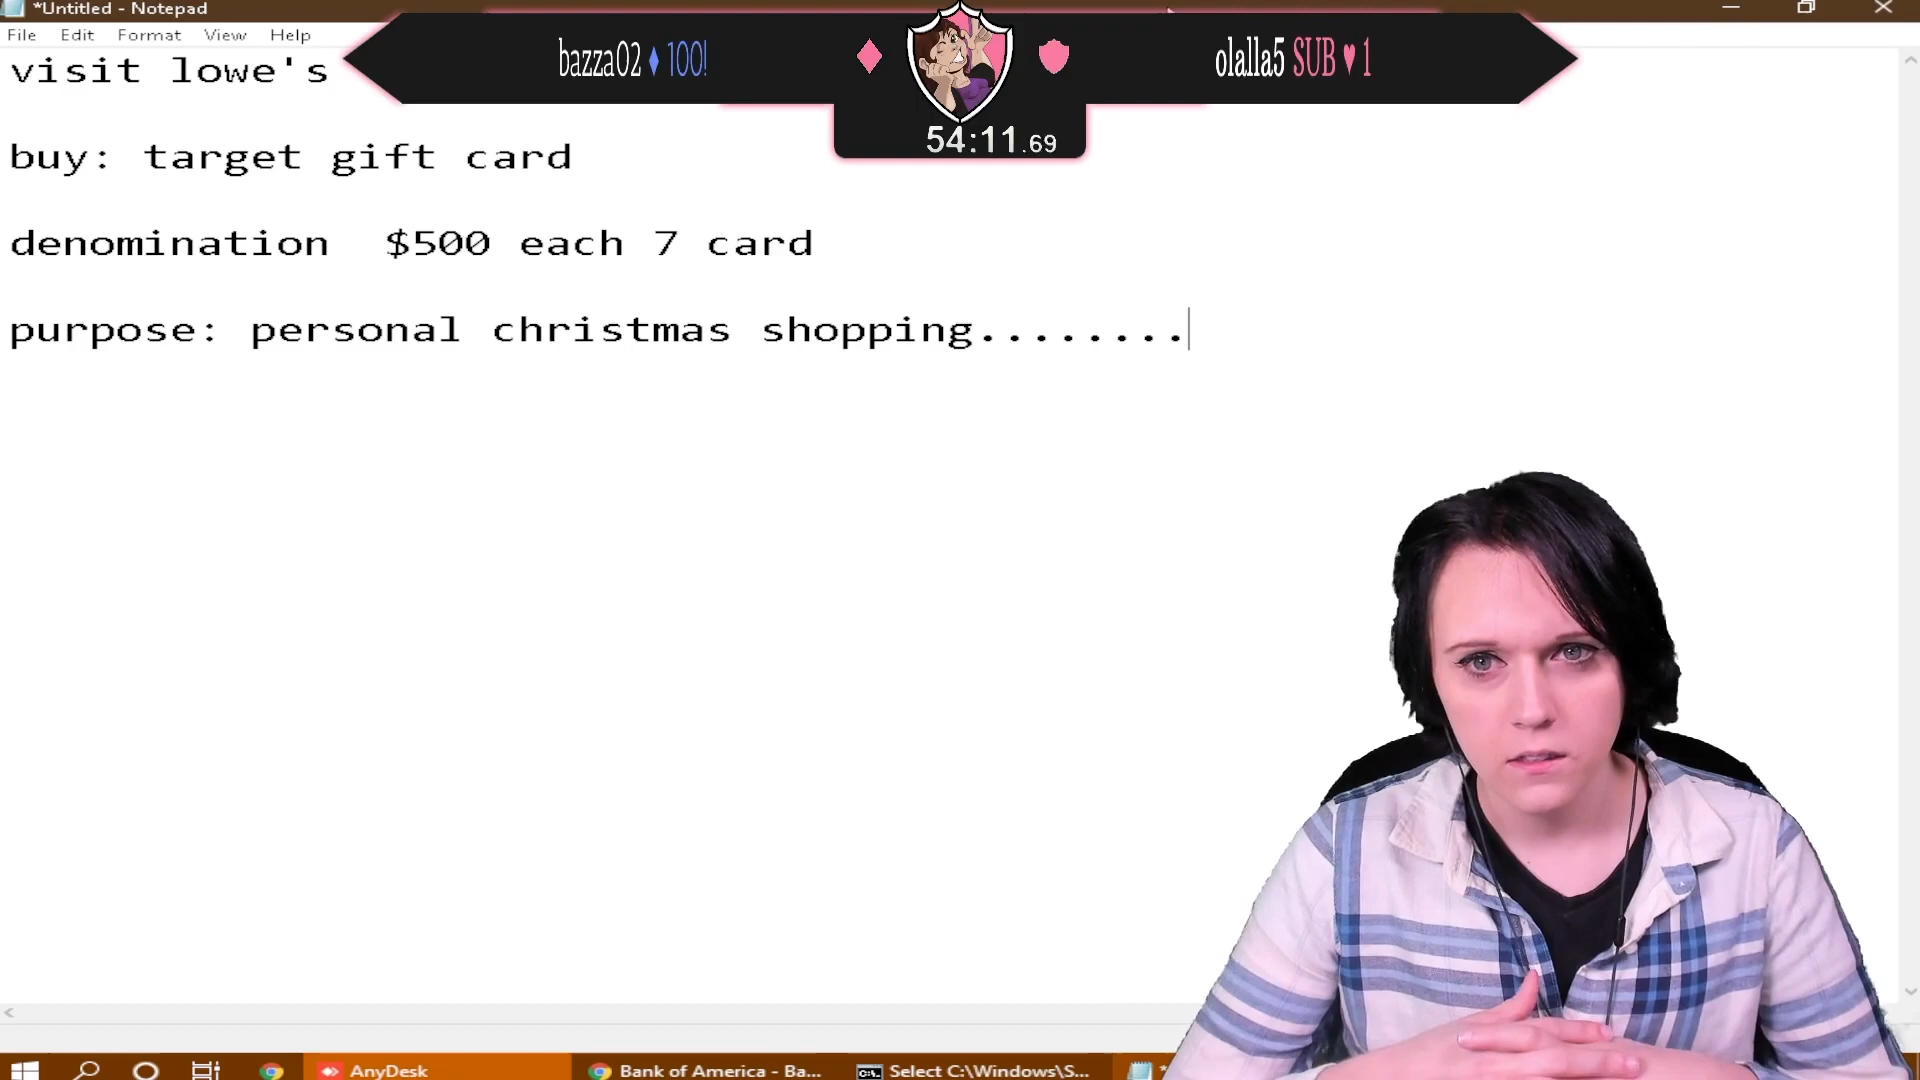 *Untitled - Notepad
File Edit Format View Help
bazza02 100!
olalla5 SUB ♥ 1
54:11.69
visit lowe's
buy: target gift card
denomination  $500 each 7 card
purpose: personal christmas shopping........
AnyDesk
Bank of America - Ba...
Select C:\Windows\S...
*